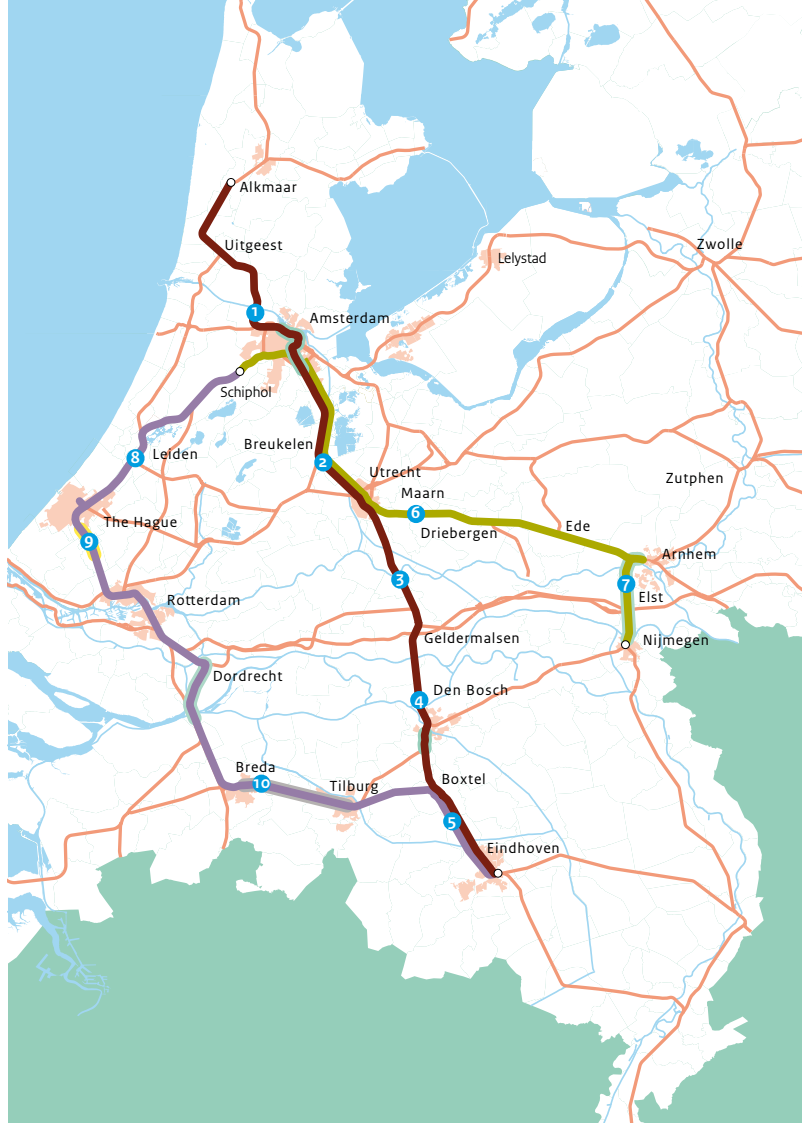 Alkmaar
Uitgeest
Zwolle
Lelystad
1
Amsterdam
Schiphol
Breukelen
8
Leiden
2
Utrecht
Zutphen
Maarn
6
The Hague
Driebergen
Ede
9
Arnhem
3
7
Elst
Rotterdam
Geldermalsen
Nijmegen
Dordrecht
Den Bosch
4
Breda
10
Tilburg
Boxtel
5
Eindhoven